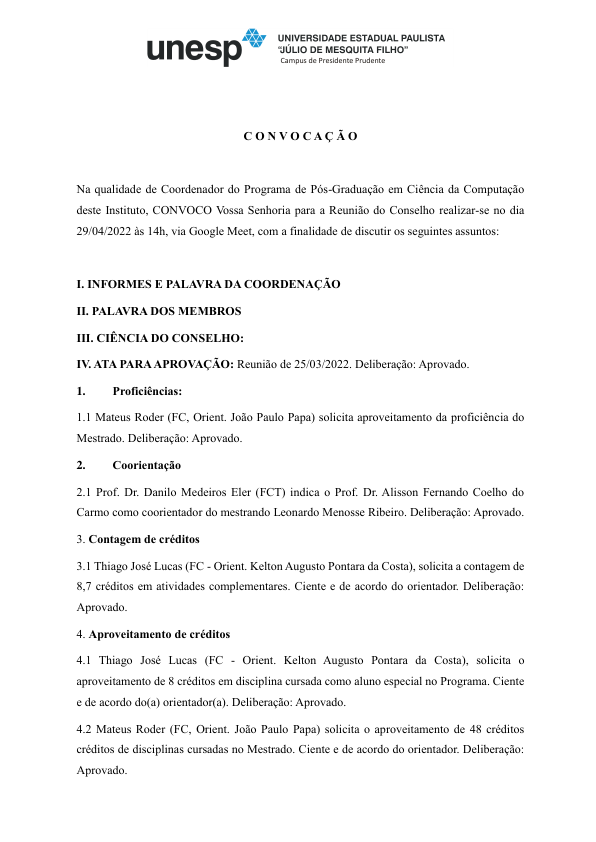 unesp
UNIVERSIDADE ESTADUAL PAULISTA
“JÚLIO DE MESQUITA FILHO”
Campus de Presidente Prudente
C O N V O C A Ç Ã O
Na qualidade de Coordenador do Programa de Pós-Graduação em Ciência da Computação
deste Instituto, CONVOCO Vossa Senhoria para a Reunião do Conselho realizar-se no dia
29/04/2022 às 14h, via Google Meet, com a finalidade de discutir os seguintes assuntos:
I. INFORMES E PALAVRA DA COORDENAÇÃO
II. PALAVRA DOS MEMBROS
III. CIÊNCIA DO CONSELHO:
IV. ATA PARA APROVAÇÃO: Reunião de 25/03/2022. Deliberação: Aprovado.
1. Proficiências:
1.1 Mateus Roder (FC, Orient. João Paulo Papa) solicita aproveitamento da proficiência do
Mestrado. Deliberação: Aprovado.
2. Coorientação
2.1 Prof. Dr. Danilo Medeiros Eler (FCT) indica o Prof. Dr. Alisson Fernando Coelho do
Carmo como coorientador do mestrando Leonardo Menosse Ribeiro. Deliberação: Aprovado.
3. Contagem de créditos
3.1 Thiago José Lucas (FC - Orient. Kelton Augusto Pontara da Costa), solicita a contagem de
8,7 créditos em atividades complementares. Ciente e de acordo do orientador. Deliberação:
Aprovado.
4. Aproveitamento de créditos
4.1 Thiago José Lucas (FC - Orient. Kelton Augusto Pontara da Costa), solicita o
aproveitamento de 8 créditos em disciplina cursada como aluno especial no Programa. Ciente
e de acordo do(a) orientador(a). Deliberação: Aprovado.
4.2 Mateus Roder (FC, Orient. João Paulo Papa) solicita o aproveitamento de 48 créditos
créditos de disciplinas cursadas no Mestrado. Ciente e de acordo do orientador. Deliberação:
Aprovado.